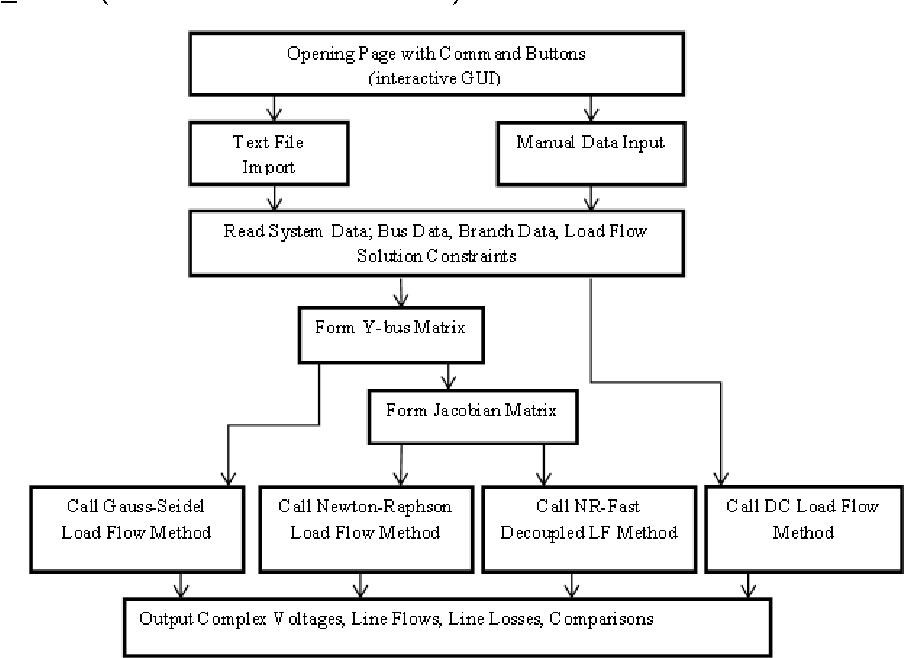 Opening Page with Command Buttons
(interactive GUI)
Text File
Import
Manual Data Input
Read System Data; Bus Data, Branch Data, Load Flow
Solution Constraints
Form Y-bus Matrix
Form Jacobian Matrix
Call Gauss-Seidel
Load Flow Method
Call Newton-Raphson
Load Flow Method
Call NR-Fast
Decoupled LF Method
Call DC Load Flow
Method
Output Complex Voltages, Line Flows, Line Losses, Comparisons